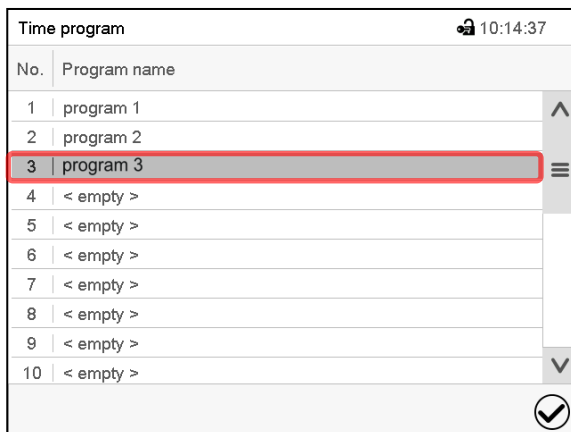 Time program 10:14:37
No. Program name
1 program 1
2 program 2
3 program 3
4 < empty >
5 < empty >
6 < empty >
7 < empty >
8 < empty >
9 < empty >
10 < empty >